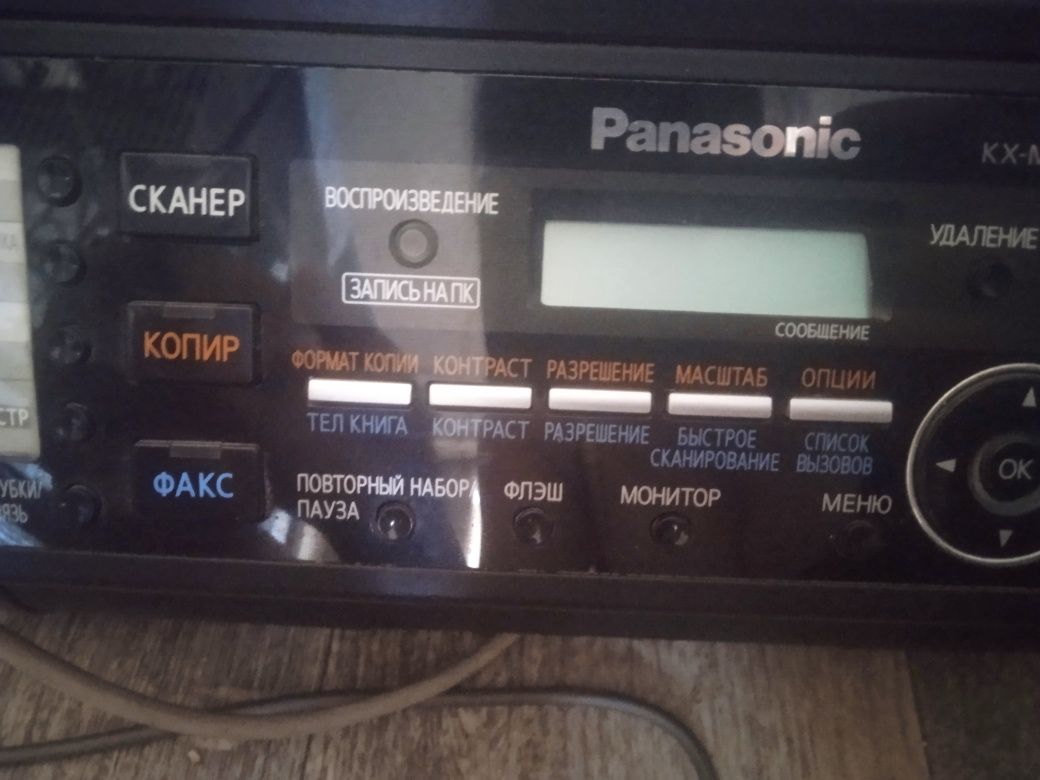 Panasonic
KX-M
СКАНЕР
ВОСПРОИЗВЕДЕНИЕ
УДАЛЕНИЕ
ЗАПИСЬ НА ПК
СООБЩЕНИЕ
КОПИР
ФОРМАТ КОПИИ КОНТРАСТ РАЗРЕШЕНИЕ МАСШТАБ ОПЦИИ
ТЕЛ КНИГА КОНТРАСТ РАЗРЕШЕНИЕ БЫСТРОЕ СПИСОК
СКАНИРОВАНИЕ ВЫЗОВОВ
ФАКС
ПОВТОРНЫЙ НАБОР/ ФЛЭШ МОНИТОР МЕНЮ
ПАУЗА
OK